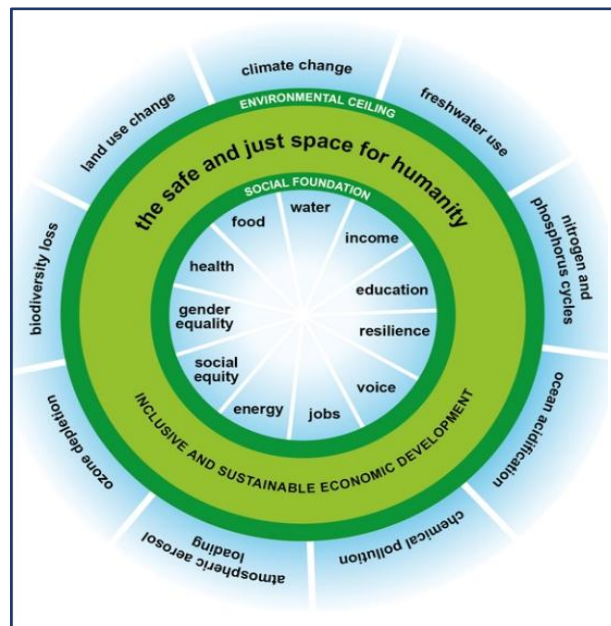 climate change
freshwater use
nitrogen and
phosphorus cycles
ocean acidification
chemical pollution
atmospheric aerosol
loading
ozone depletion
biodiversity loss
land use change
ENVIRONMENTAL CEILING
the safe and just space for humanity
SOCIAL FOUNDATION
water
income
education
resilience
voice
jobs
energy
social
equity
gender
equality
health
food
INCLUSIVE AND SUSTAINABLE ECONOMIC DEVELOPMENT